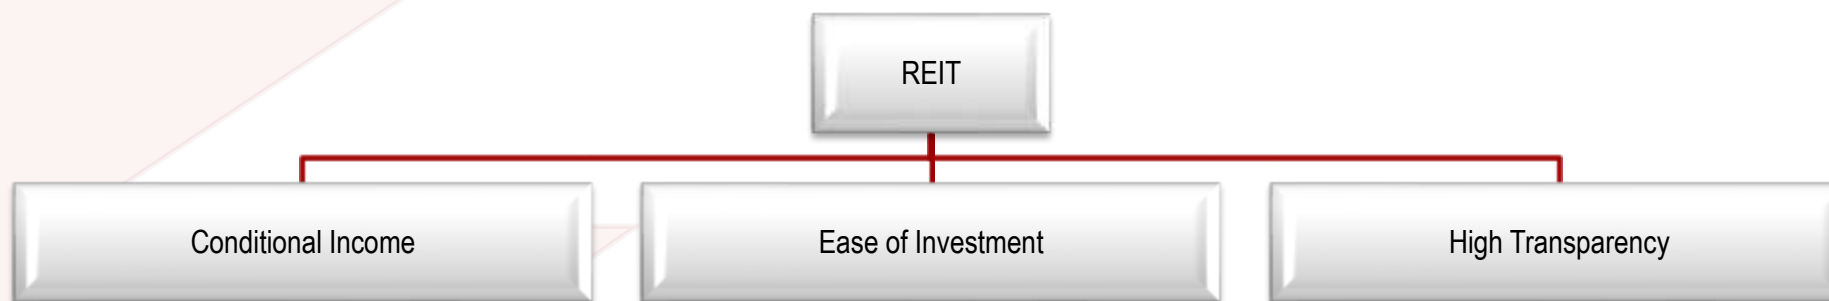 REIT
Conditional Income
Ease of Investment
High Transparency